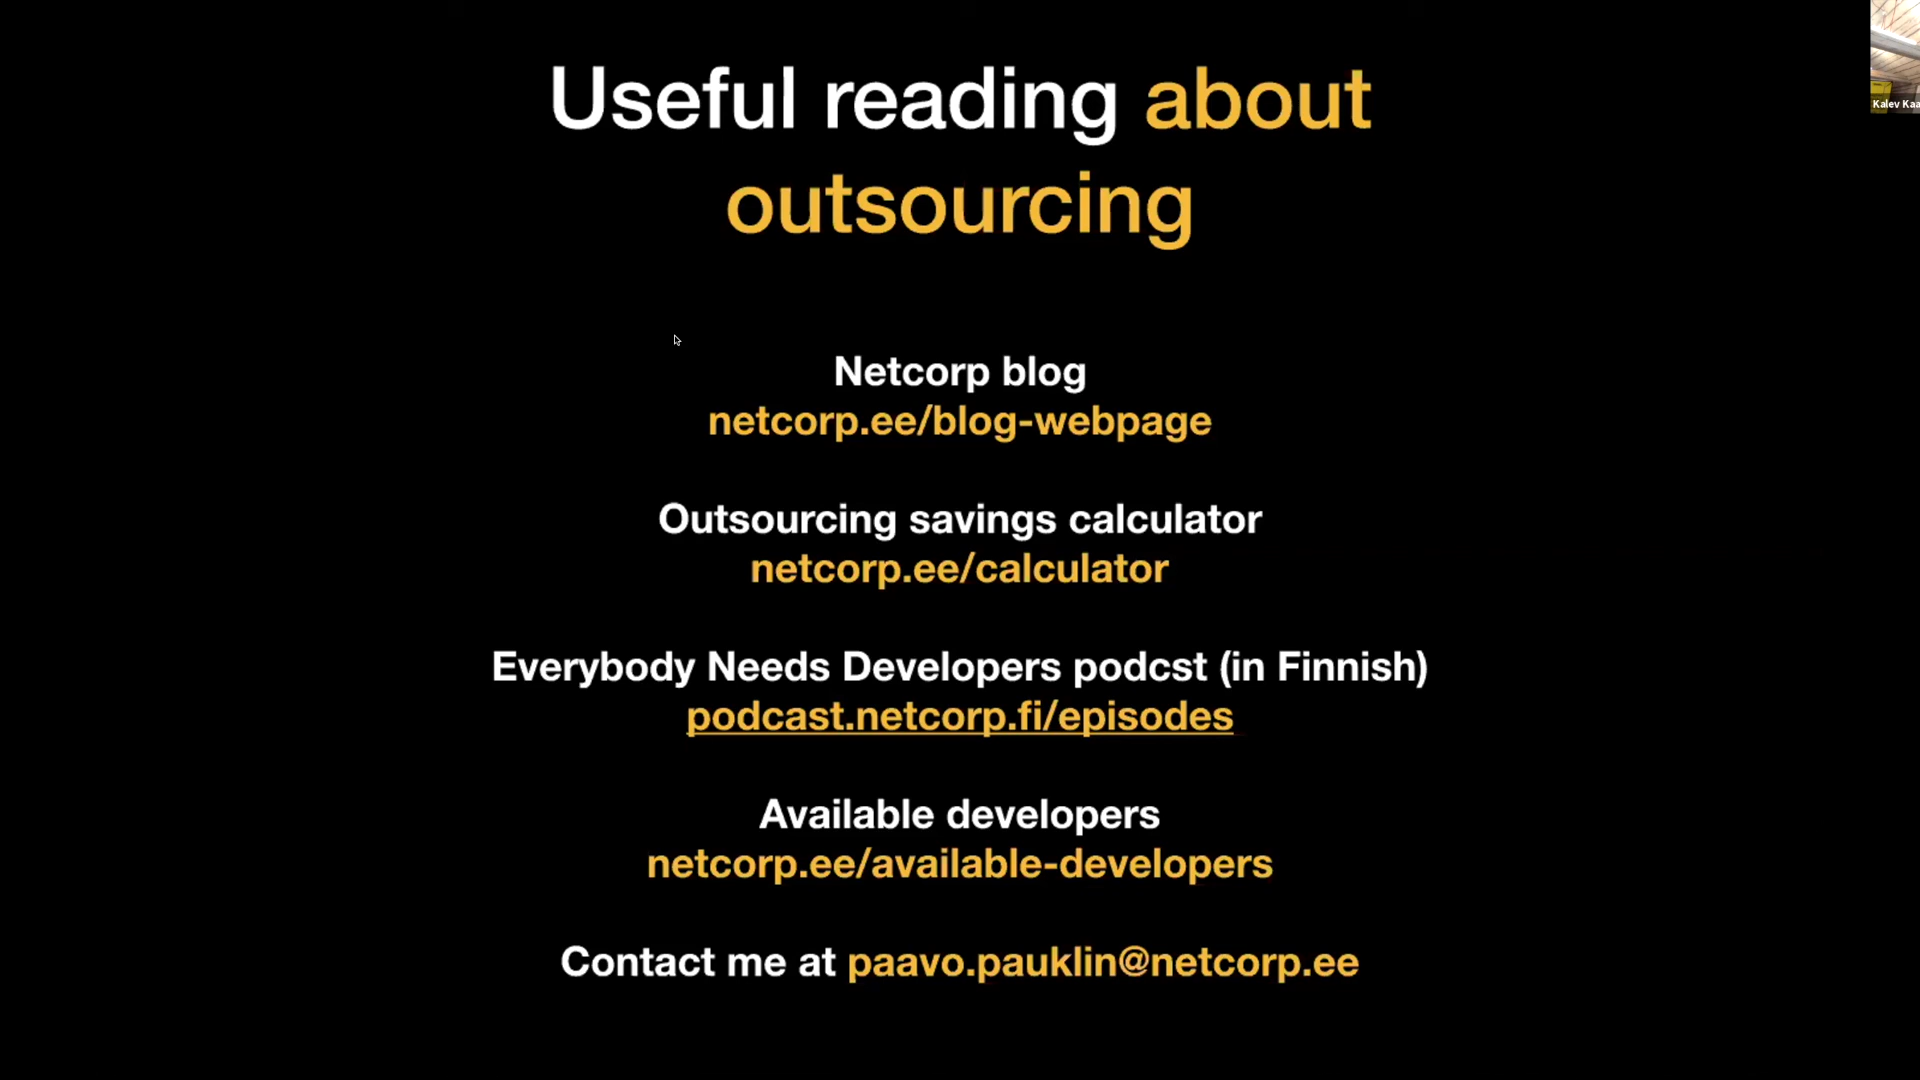 Useful reading about
outsourcing
Netcorp blog
netcorp.ee/blog-webpage
Outsourcing savings calculator
netcorp.ee/calculator
Everybody Needs Developers podcst (in Finnish)
podcast.netcorp.fi/episodes
Available developers
netcorp.ee/available-developers
Contact me at paavo.pauklin@netcorp.ee
Kalev Kaa